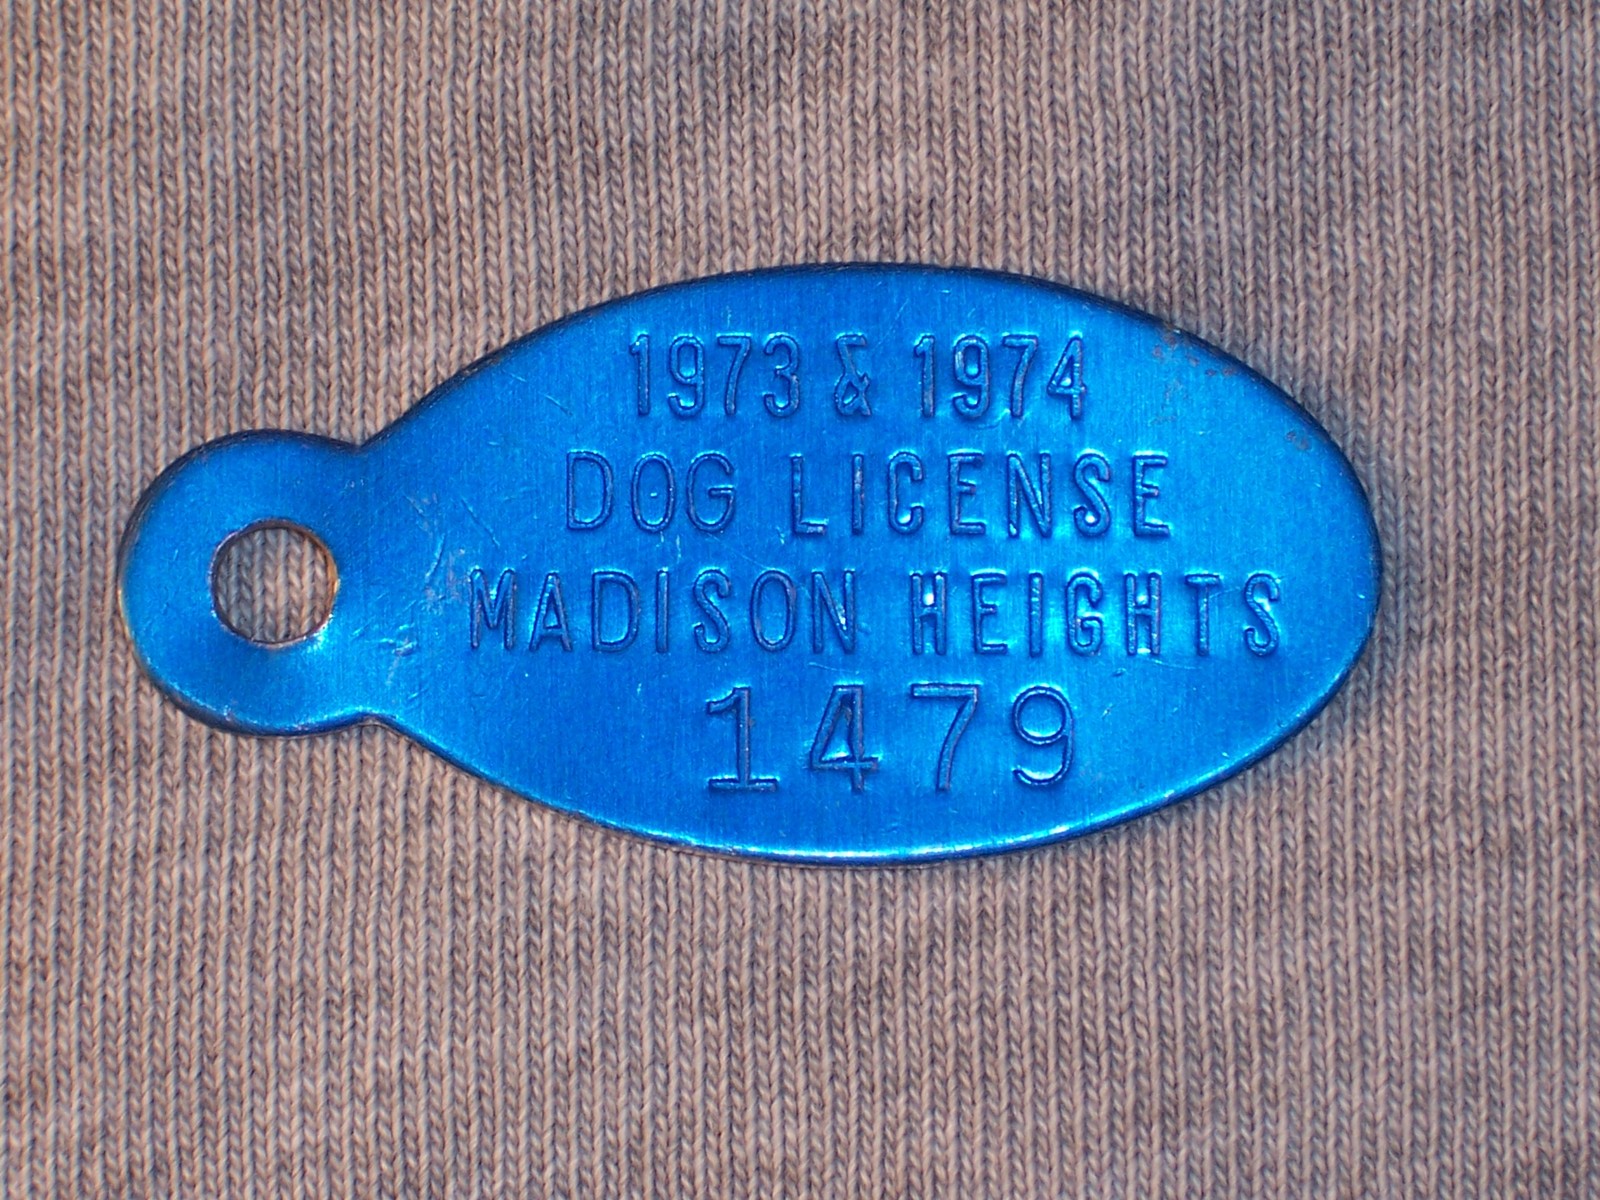 1973 & 1974
DOG LICENSE
MADISON HEIGHTS
1479